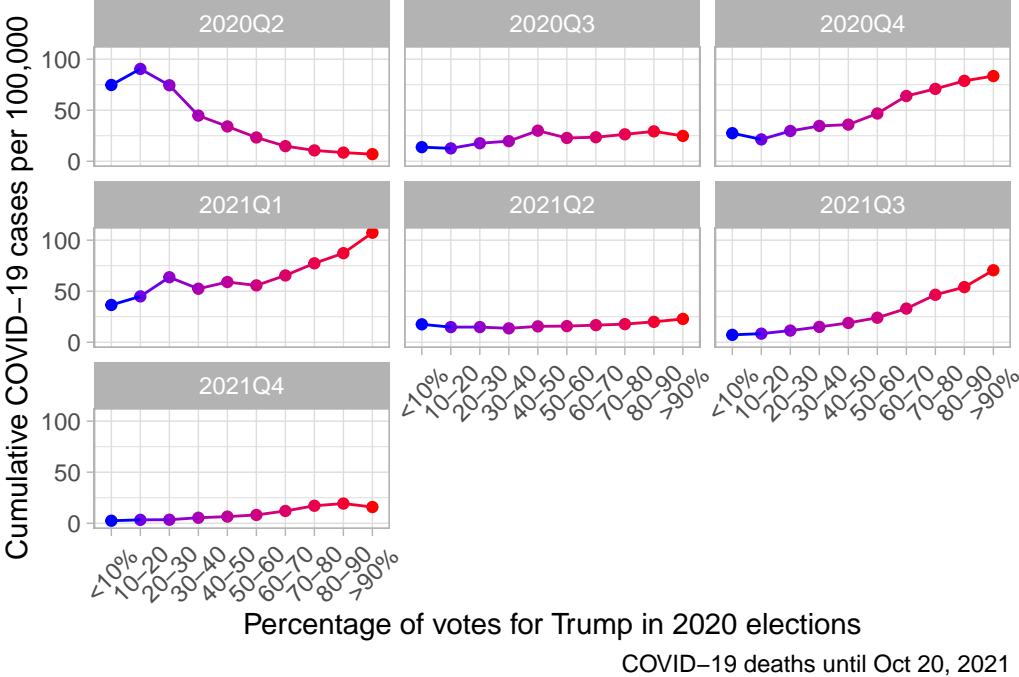 Cumulative COVID−19 cases per 100,000
2020Q2 2020Q3 2020Q4
100
50
0
2021Q1 2021Q2 2021Q3
100
50
0
<10% 10−20 20−30 30−40 40−50 50−60 60−70 70−80 80−90 >90%
<10% 10−20 20−30 30−40 40−50 50−60 60−70 70−80 80−90 >90%
2021Q4
100
50
0
<10% 10−20 20−30 30−40 40−50 50−60 60−70 70−80 80−90 >90%
Percentage of votes for Trump in 2020 elections
COVID−19 deaths until Oct 20, 2021